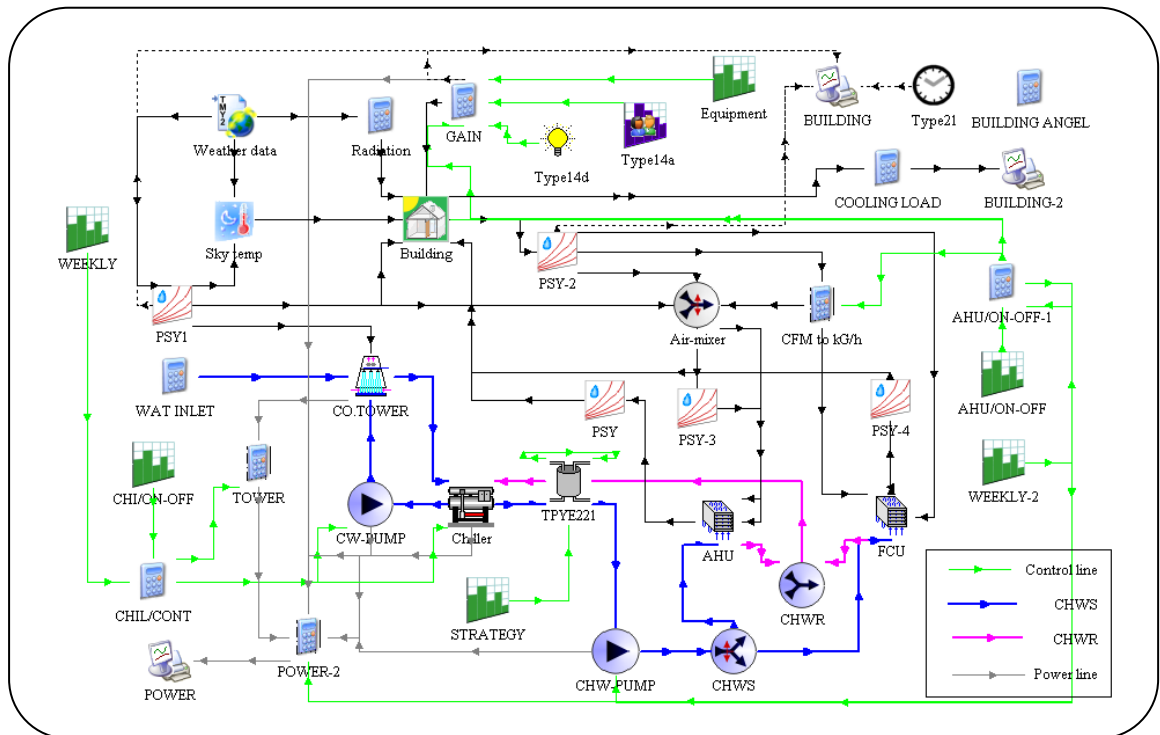 TMY2
Equipment
BUILDING
Type21
BUILDING ANGEL
Weather data
Radiation
GAIN
Type14d
Type14a
COOLING LOAD
BUILDING-2
WEEKLY
Sky temp
Building
PSY-2
AHU/ON-OFF-1
PSY1
Air-mixer
CFM to kG/h
WAT INLET
CO.TOWER
PSY
PSY-3
PSY-4
AHU/ON-OFF
CHI/ON-OFF
TOWER
CW-PUMP
Chiller
TPYE221
AHU
FCU
WEEKLY-2
CHIL/CONT
STRATEGY
CHWR
POWER
POWER-2
CHW-PUMP
CHWS
Control line
CHWS
CHWR
Power line